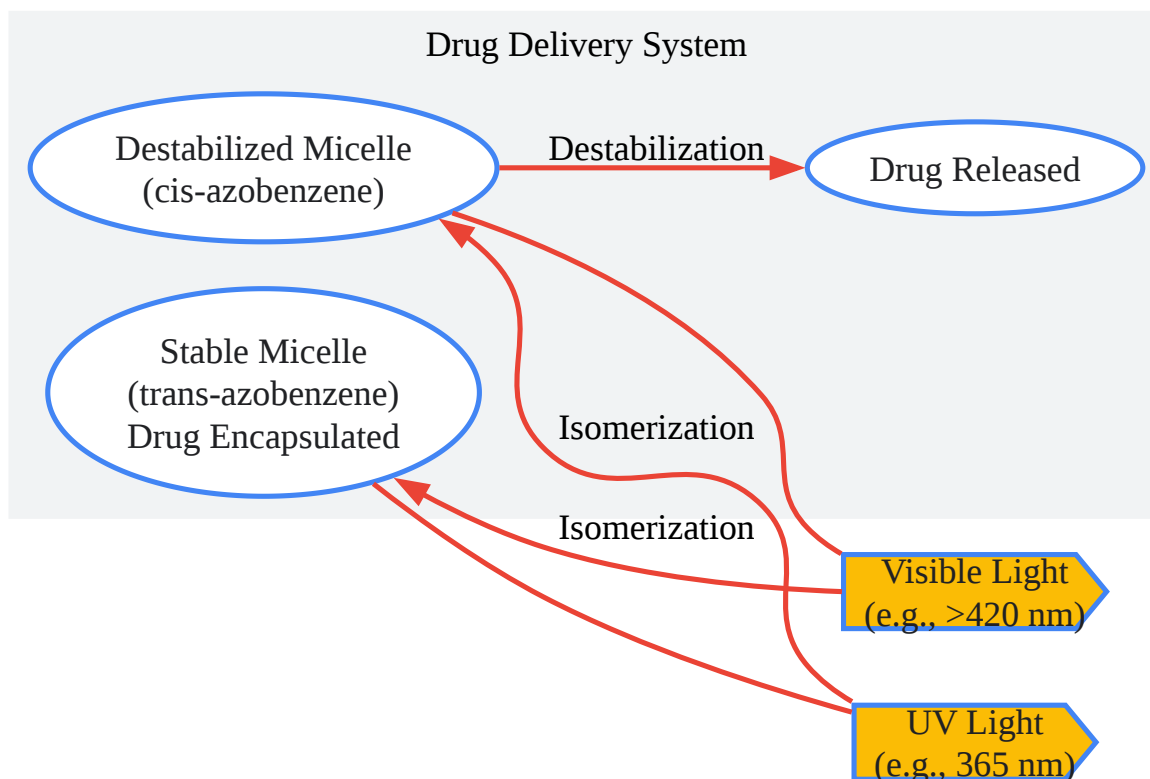 Drug Delivery System
Destabilized Micelle
(cis-azobenzene)
Destabilization
Drug Released
Stable Micelle
(trans-azobenzene)
Drug Encapsulated
Isomerization
Isomerization
Visible Light
(e.g., >420 nm)
UV Light
(e.g., 365 nm)